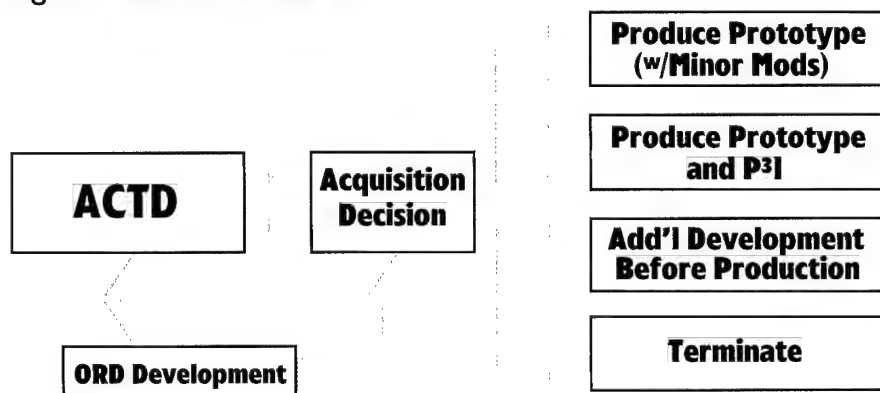 ACTD
Acquisition
Decision
ORD Development
Produce Prototype
(w/Minor Mods)
Produce Prototype
and P³I
Add'l Development
Before Production
Terminate